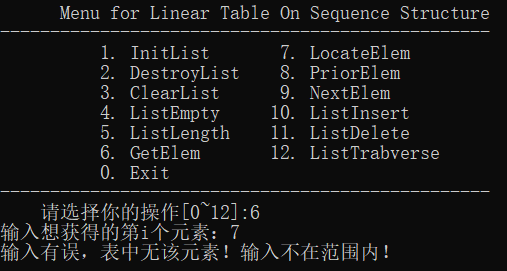 Menu for Linear Table On Sequence Structure
-------------------------------------------------
1. InitList 7. LocateElem
2. DestroyList 8. PriorElem
3. ClearList 9. NextElem
4. ListEmpty 10. ListInsert
5. ListLength 11. ListDelete
6. GetElem 12. ListTrabverse
0. Exit
-------------------------------------------------
请选择你的操作[0~12]:6
输入想获得的第i个元素：7
输入有误，表中无该元素！输入不在范围内！